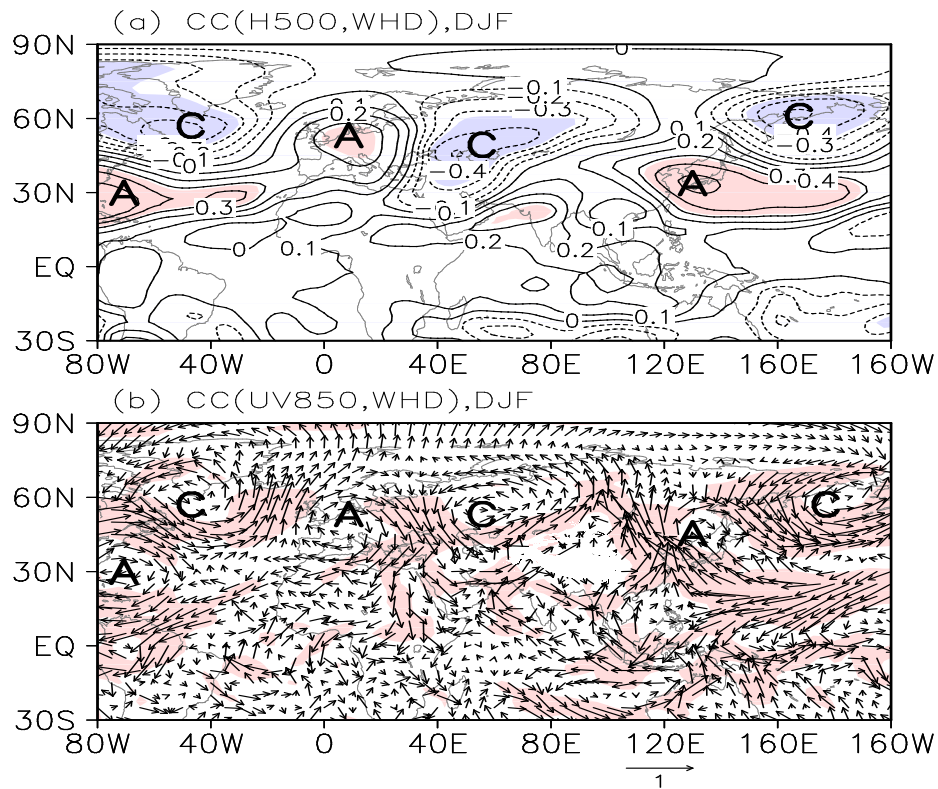 (a) CC(H500,WHD),DJF
90N
0
60N
0.1
0.2
0.3
0.2
0.1
0.2
C
A
C
C
-0.3
-0.4
0.4
30N
A
A
0.3
0.1
0.2
0.1
0
0.1
0.2
EQ
0
0.1
30S
80W 40W 0 40E 80E 120E 160E 160W
(b) CC(UV850,WHD),DJF
90N
60N
C
A
C
A
C
30N
A
EQ
30S
80W 40W 0 40E 80E 120E 160E 160W
1